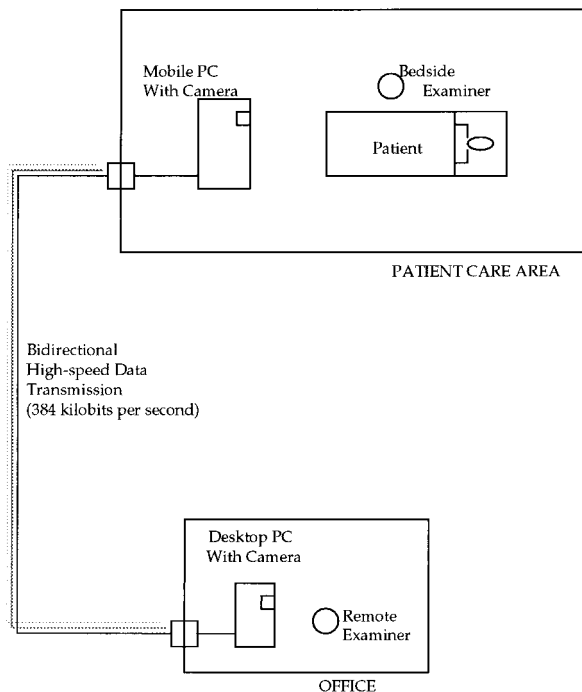 Mobile PC
With Camera
Bedside
Examiner
Patient
PATIENT CARE AREA
Bidirectional
High-speed Data
Transmission
(384 kilobits per second)
Desktop PC
With Camera
Remote
Examiner
OFFICE